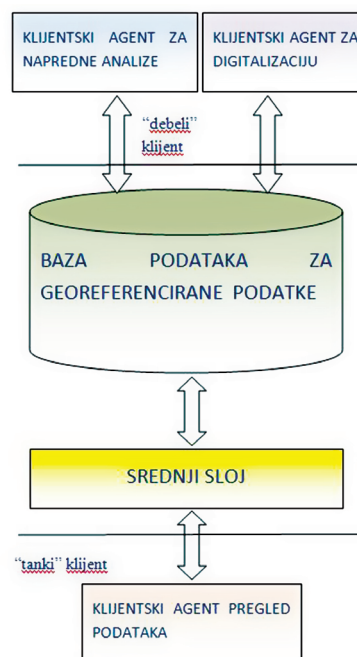 KLIJENTSKI AGENT ZA
NAPREDNE ANALIZE
KLIJENTSKI AGENT ZA
DIGITALIZACIJU
“debeli”
klijent
BAZA PODATAKA ZA
GEOREFERENCIRANE PODATKE
SREDNJI SLOJ
“tanki” klijent
KLIJENTSKI AGENT PREGLED
PODATAKA